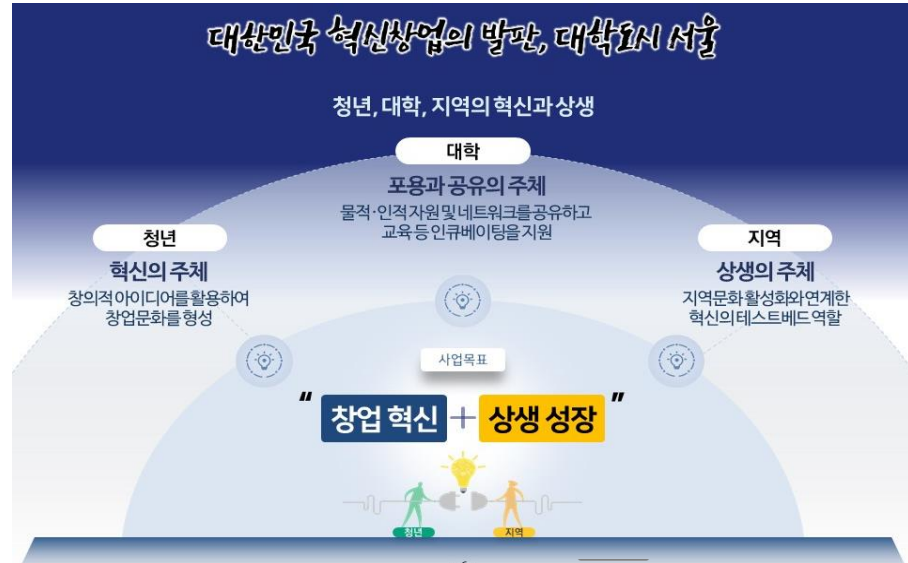 대한민국 혁신창업의 발판, 대학도시 서울
청년, 대학, 지역의 혁신과 상생
대학
포용과 공유의 주체
물적·인적 자원 및 네트워크를 공유하고
교육 등 인큐베이팅을 지원
청년
혁신의 주체
창의적 아이디어를 활용하여
창업문화를 형성
지역
상생의 주체
지역문화 활성화와 연계한
혁신의 테스트베드 역할
사업목표
“ 창업 혁신 + 상생 성장 ”
청년
지역